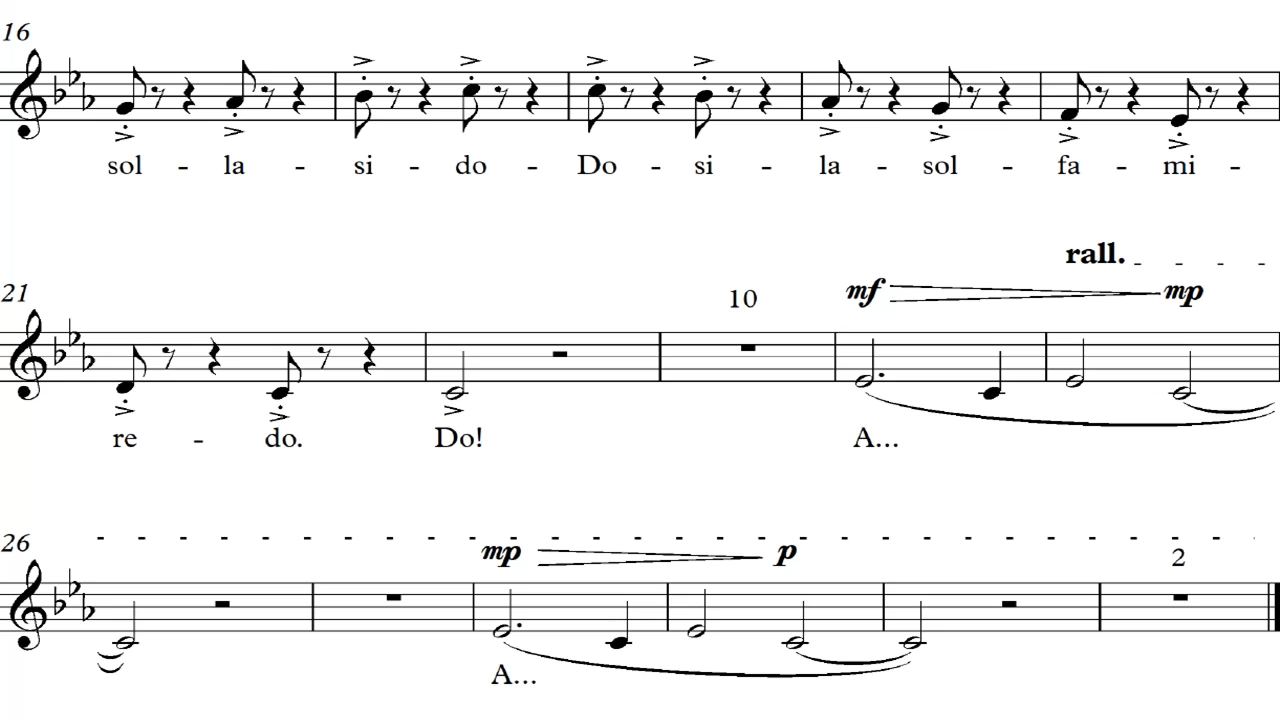 16
sol - la - si - do - Do - si - la - sol - fa - mi -
rall.
21
10
mf mp
re - do. Do! A...
26
mp p
2
A...